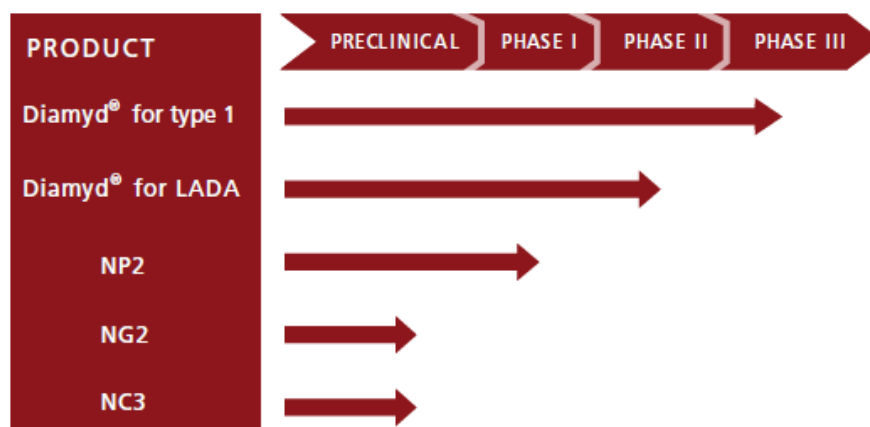 PRODUCT PRECLINICAL PHASE I PHASE II PHASE III
Diamyd® for type 1
Diamyd® for LADA
NP2
NG2
NC3